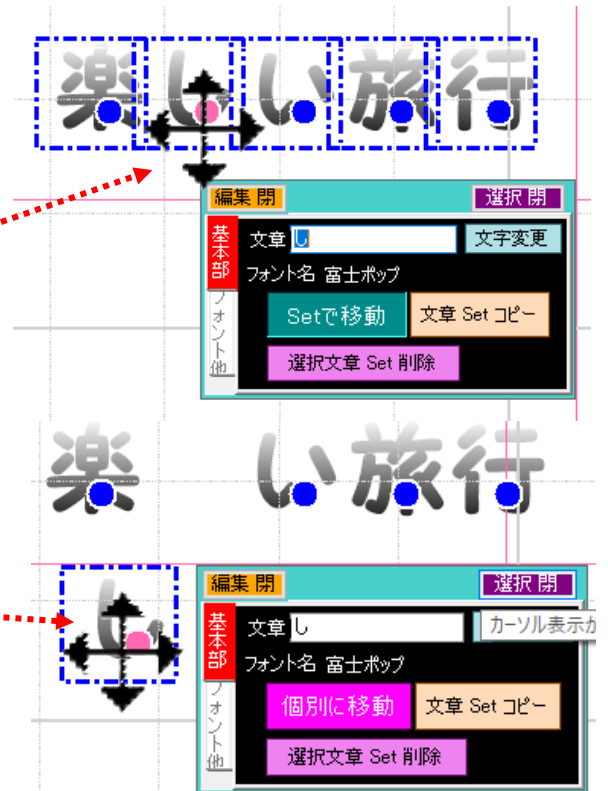 楽しい旅行
編集 閉 選択 閉
基本部
フォント他
文章 し 文字変更
フォント名 富士ポップ
Setで移動 文章 Set コピー
選択文章 Set 削除
楽 い旅行
し
編集 閉 選択 閉
基本部
フォント他
文章 し カーソル表示か
フォント名 富士ポップ
個別に移動 文章 Set コピー
選択文章 Set 削除